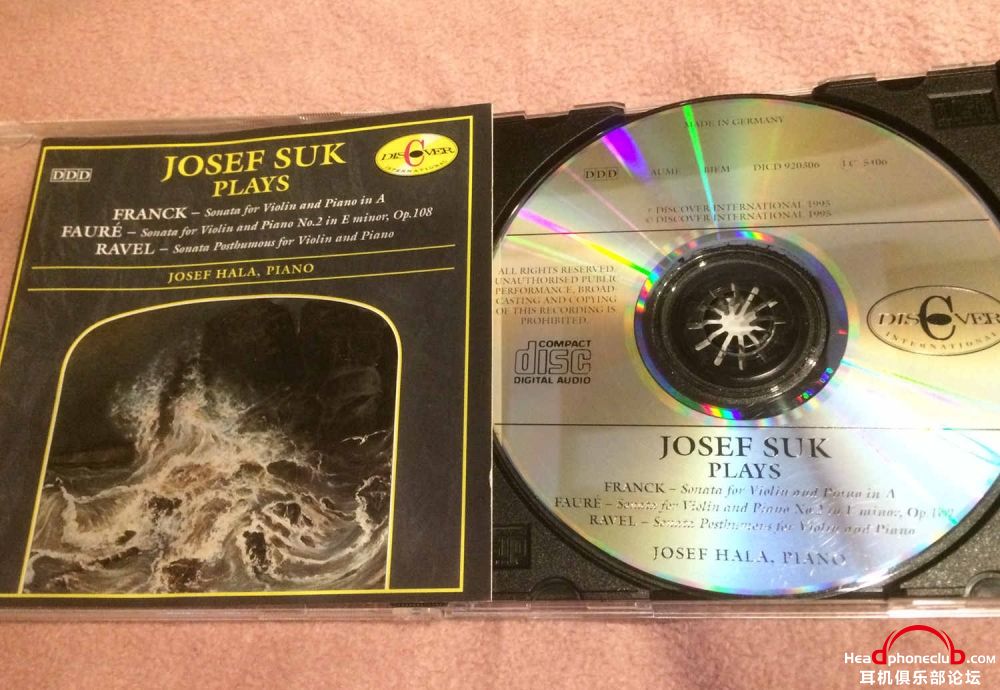 DDD
JOSEF SUK
PLAYS
DISCOVER
INTERNATIONAL
FRANCK – Sonata for Violin and Piano in A
FAURÉ – Sonata for Violin and Piano No.2 in E minor, Op.108
RAVEL – Sonata Posthumous for Violin and Piano
JOSEF HALA, PIANO
MADE IN GERMANY
DDD BIEM DICD 920306
℗ DISCOVER INTERNATIONAL 1995
© DISCOVER INTERNATIONAL 1995
ALL RIGHTS RESERVED.
UNAUTHORISED PUBLIC
PERFORMANCE, BROAD-
CASTING AND COPYING
OF THIS RECORDING IS
PROHIBITED.
COMPACT
disc
DIGITAL AUDIO
DISCOVER
INTERNATIONAL
JOSEF SUK
PLAYS
FRANCK – Sonata for Violin and Piano in A
FAURÉ – Sonata for Violin and Piano No.2 in E minor, Op.
RAVEL – Sonata Posthumous for Violin and Piano
JOSEF HALA, PIANO
Headphoneclub.com
耳机俱乐部论坛